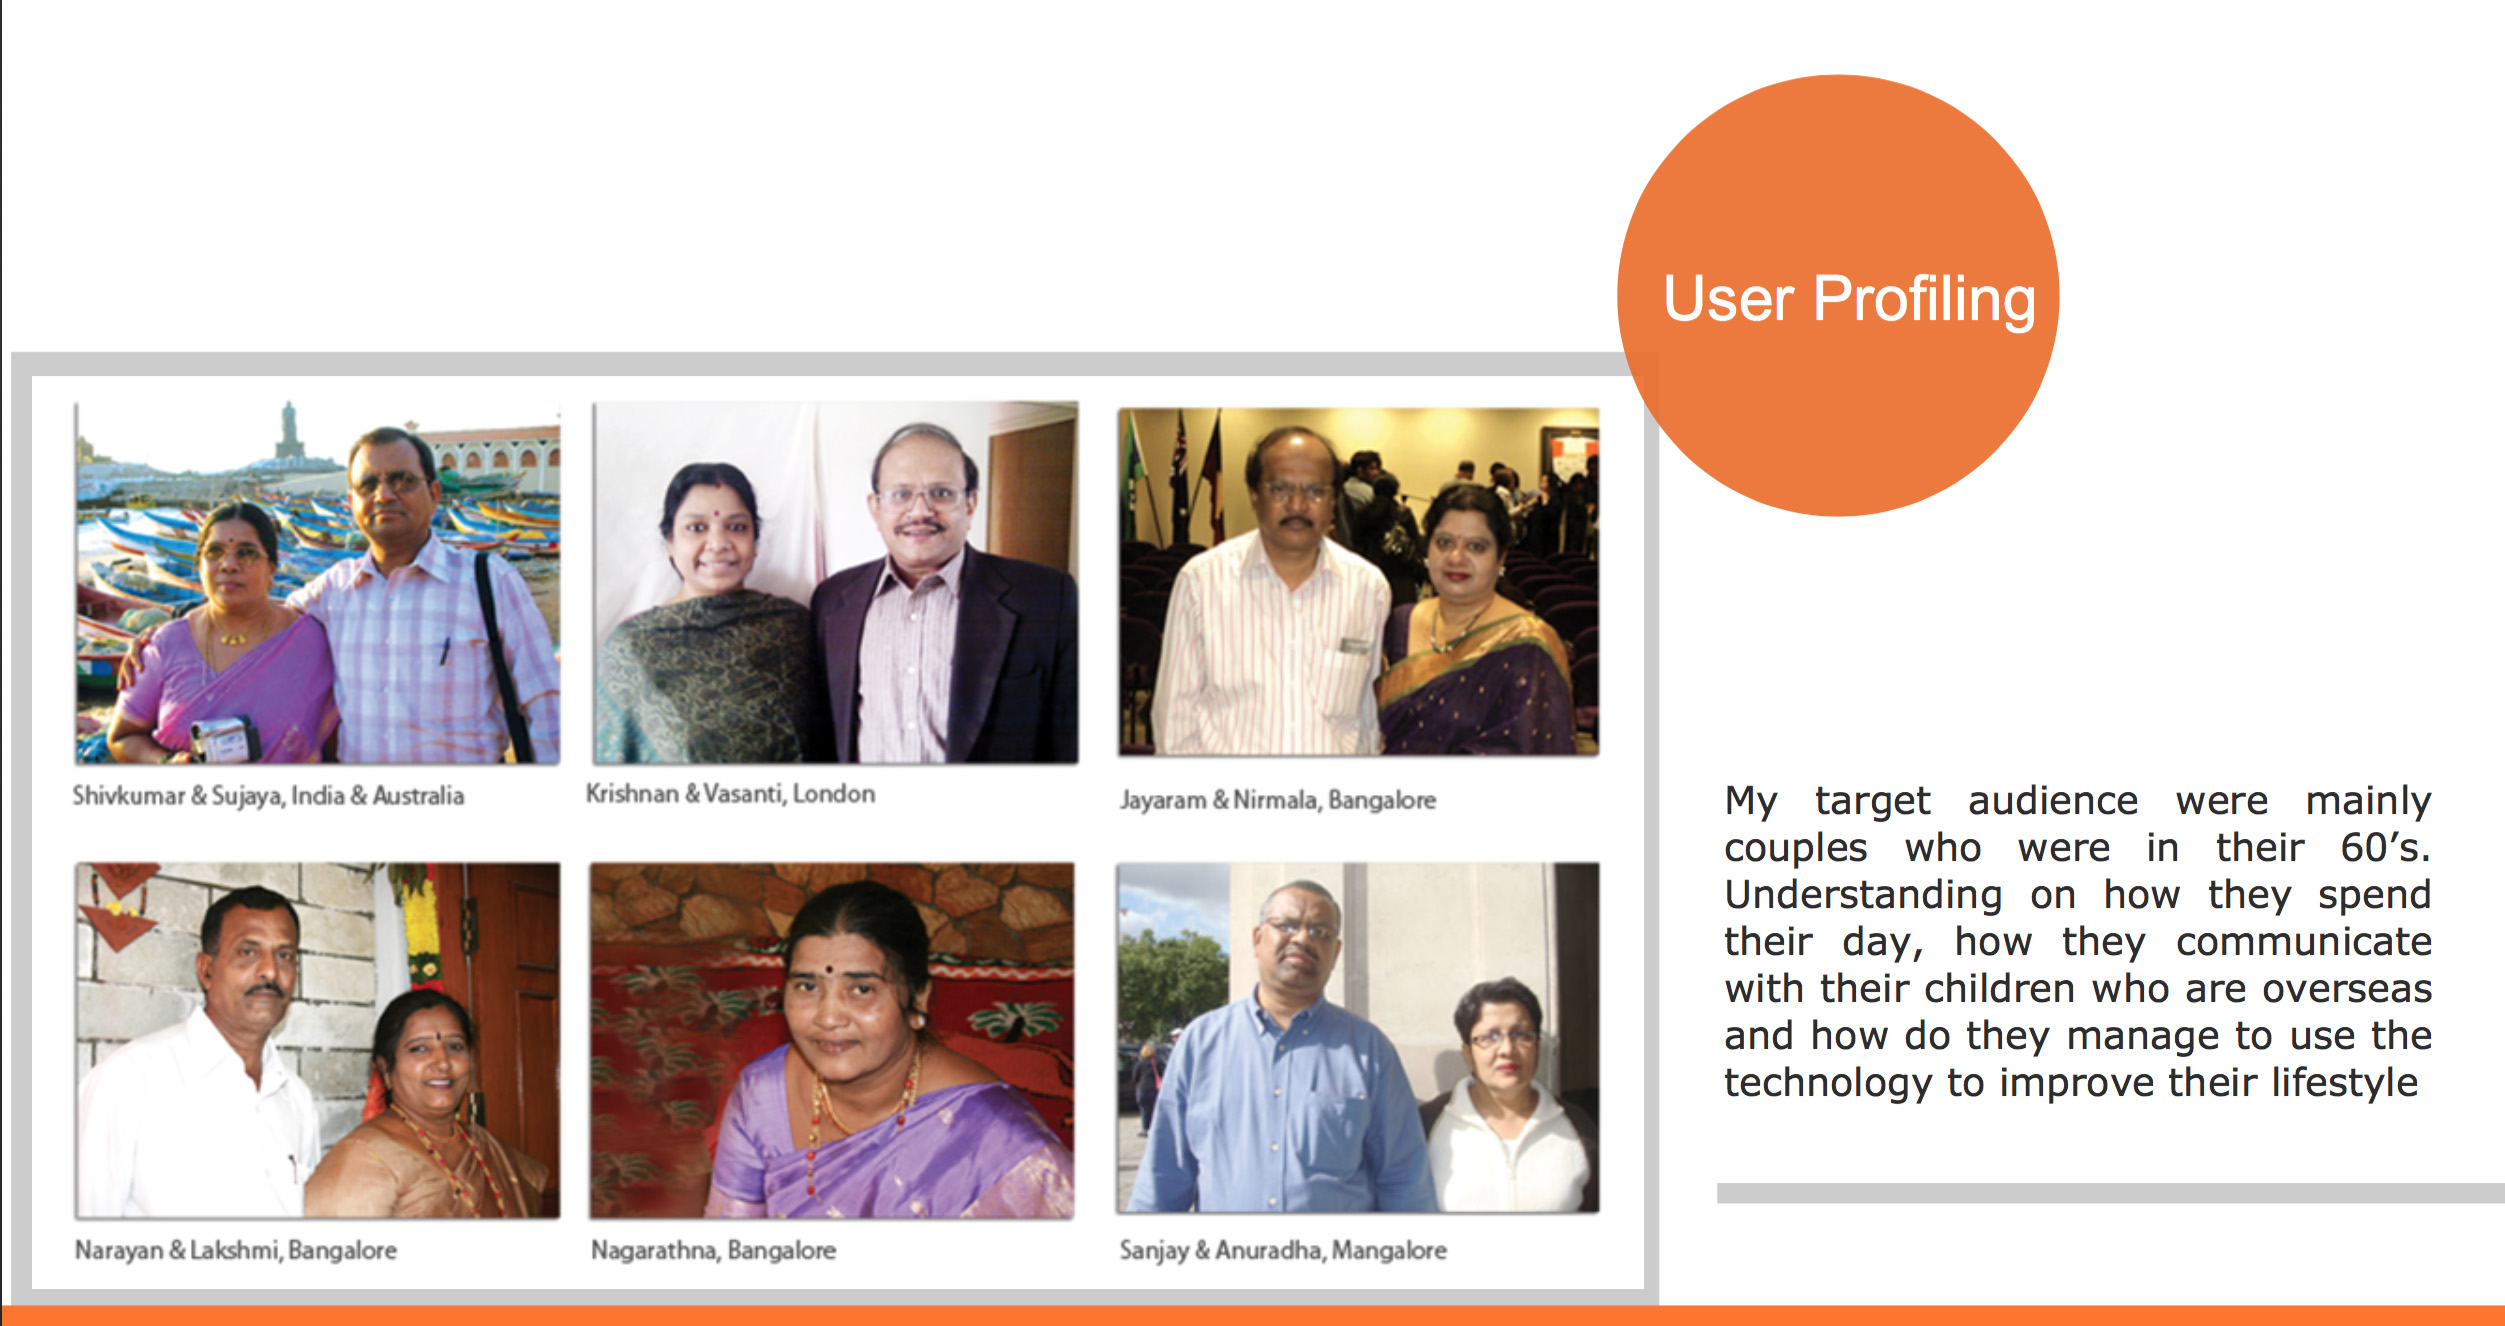 User Profiling
Shivkumar & Sujaya, India & Australia
Krishnan & Vasanti, London
Jayaram & Nirmala, Bangalore
Narayan & Lakshmi, Bangalore
Nagarathna, Bangalore
Sanjay & Anuradha, Mangalore
My target audience were mainly
couples who were in their 60’s.
Understanding on how they spend
their day, how they communicate
with their children who are overseas
and how do they manage to use the
technology to improve their lifestyle